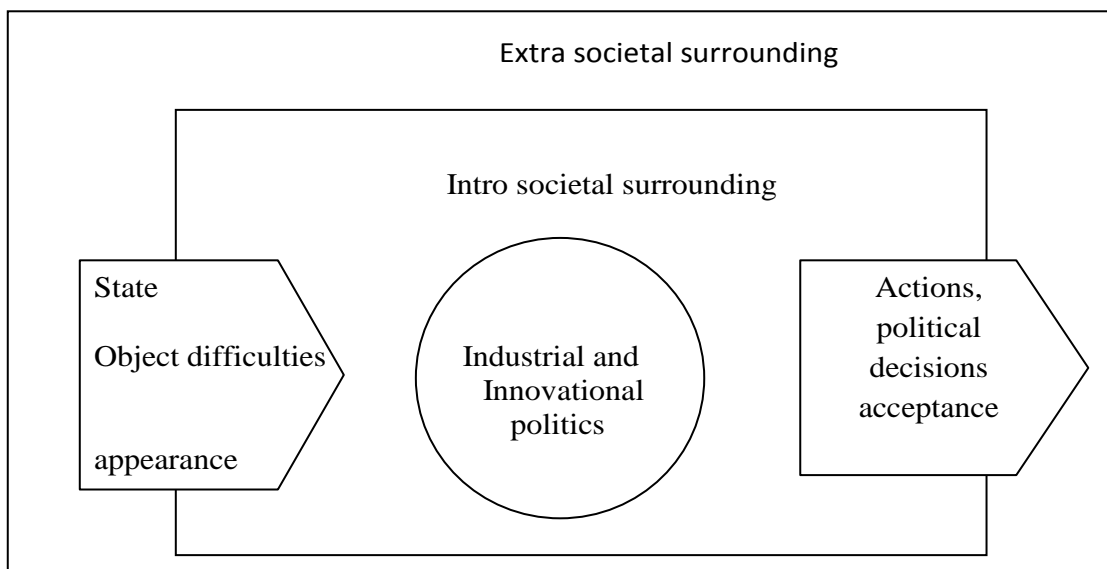 Extra societal surrounding
Intro societal surrounding
State
Object difficulties
appearance
Industrial and
Innovational
politics
Actions,
political
decisions
acceptance